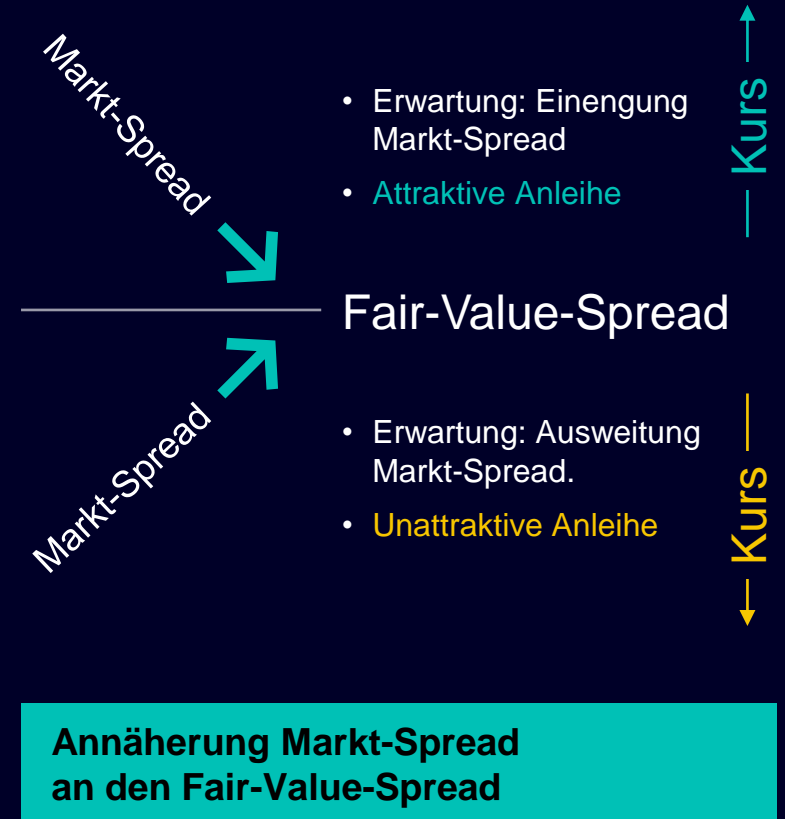 Markt-Spread
• Erwartung: Einengung
Markt-Spread
• Attraktive Anleihe
Kurs
Fair-Value-Spread
Markt-Spread
• Erwartung: Ausweitung
Markt-Spread.
• Unattraktive Anleihe
Kurs
Annäherung Markt-Spread
an den Fair-Value-Spread